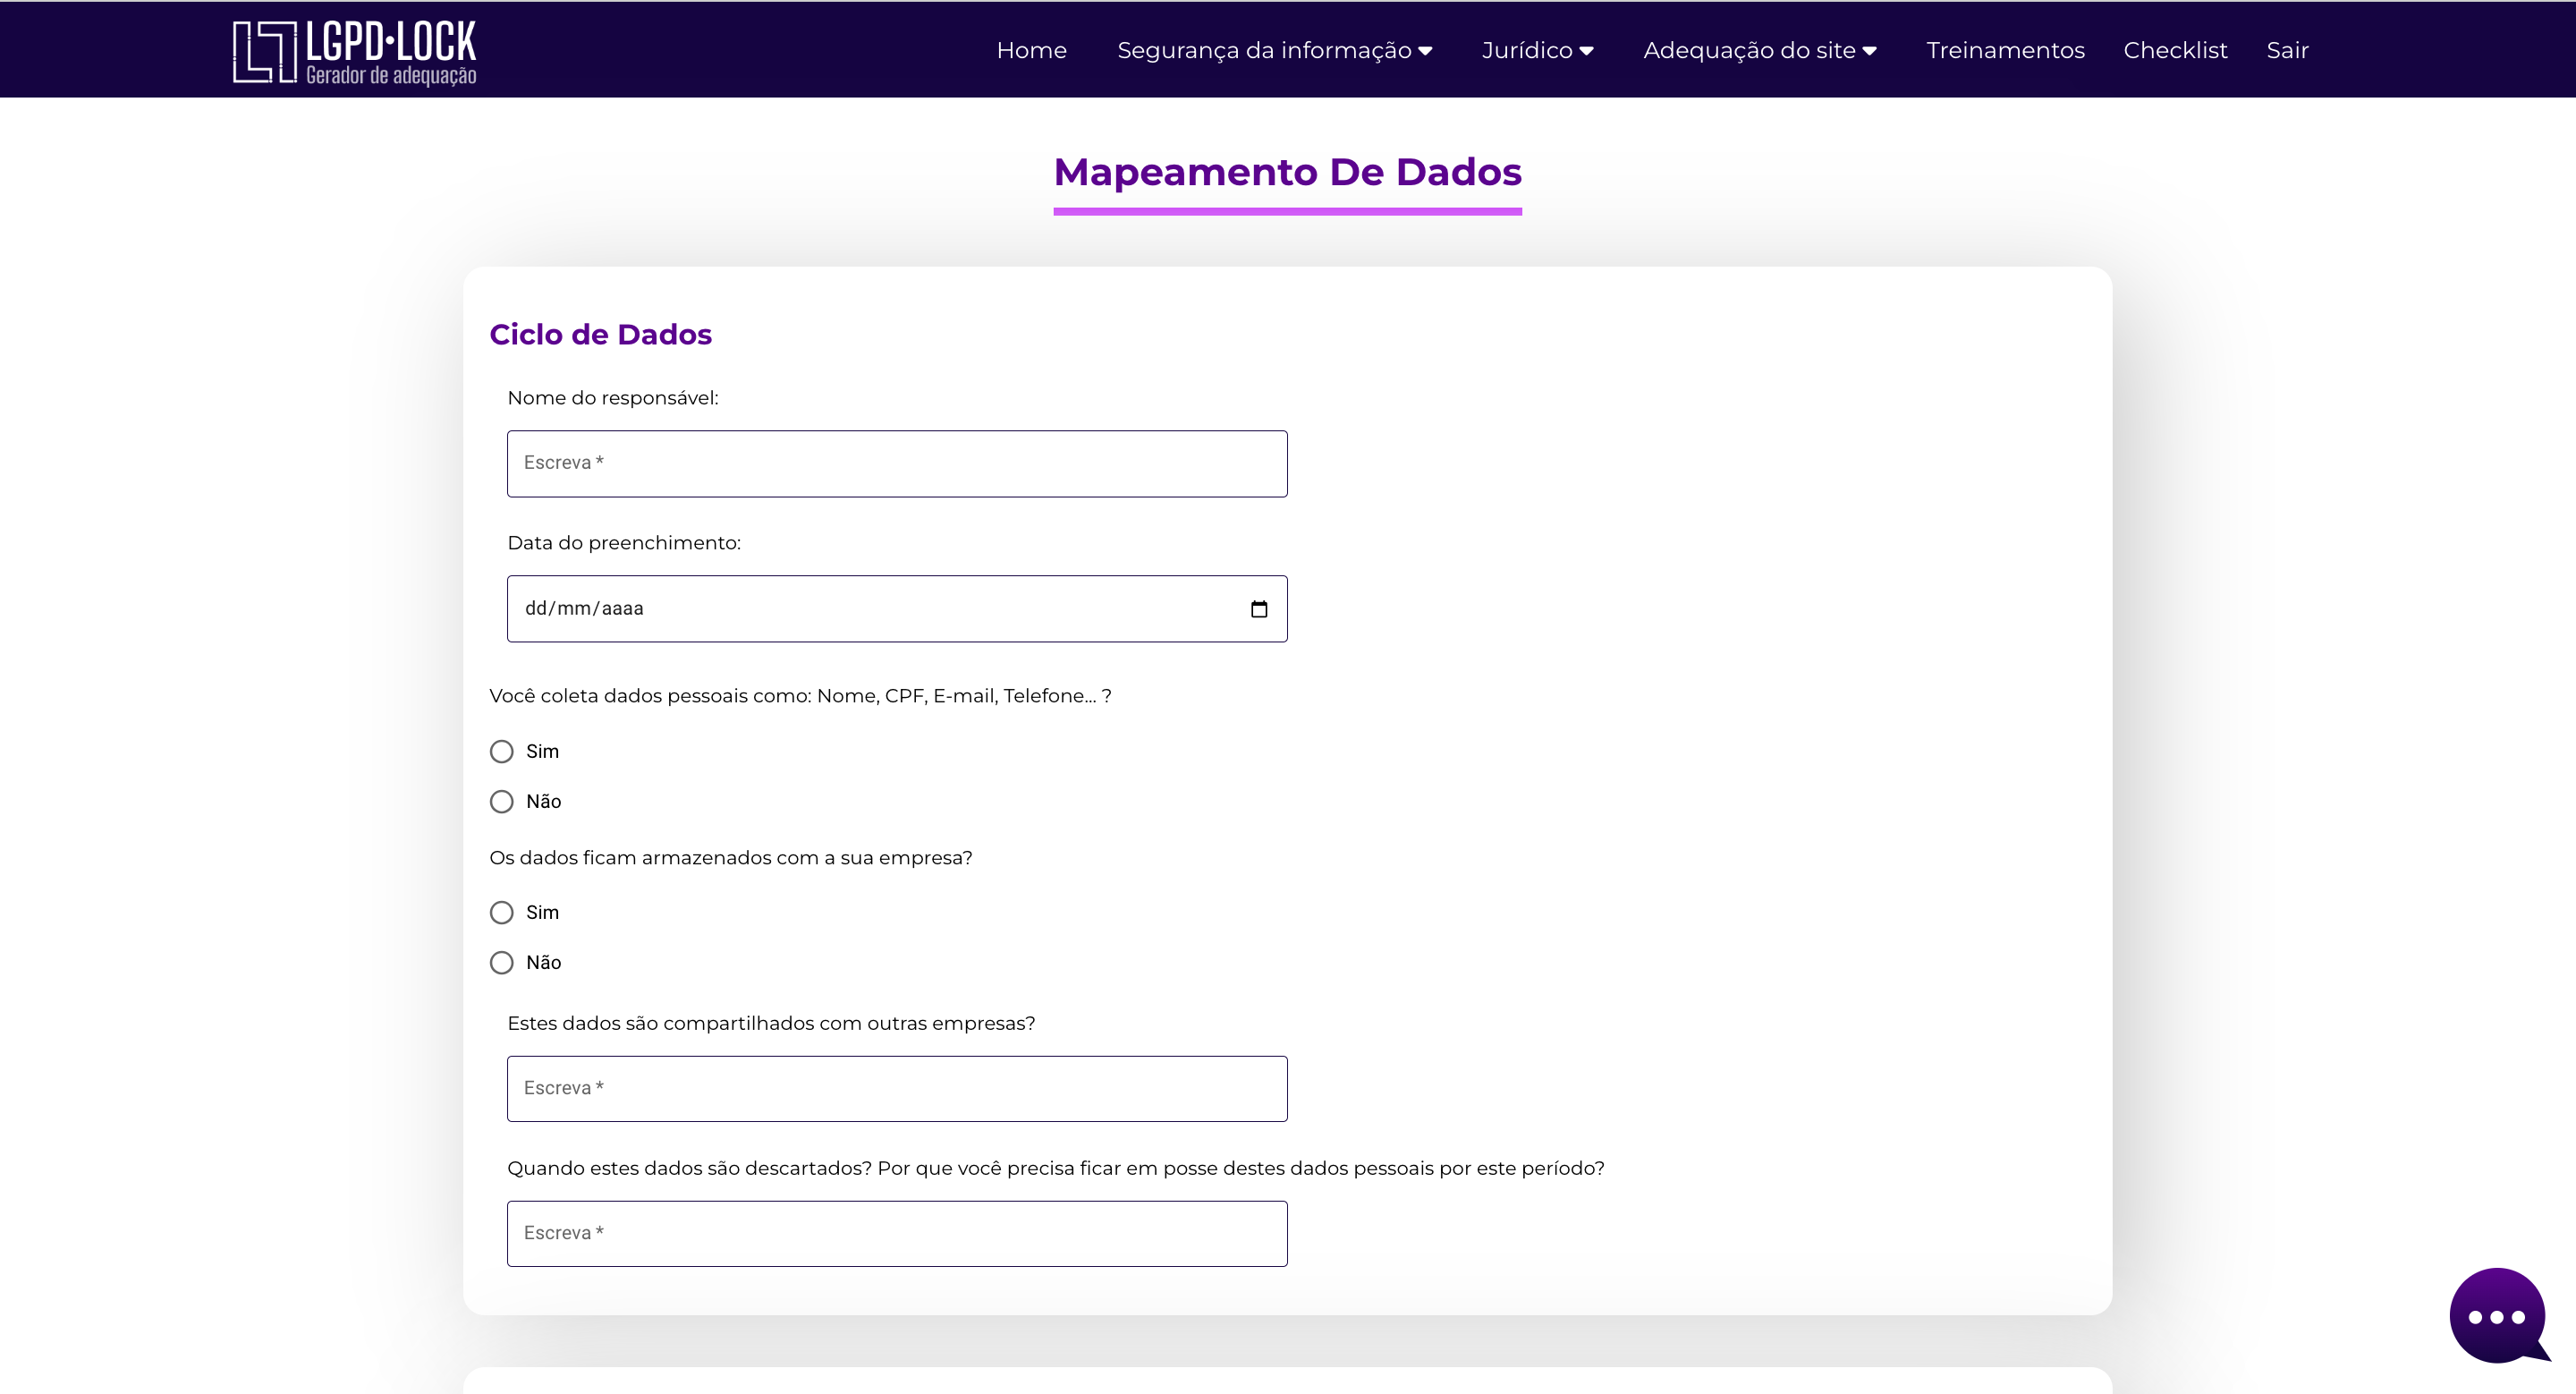 LGPD•LOCK
Gerador de adequação
Home Segurança da informação Jurídico Adequação do site Treinamentos Checklist Sair
Mapeamento De Dados
Ciclo de Dados
Nome do responsável:
Escreva *
Data do preenchimento:
dd/mm/aaaa
Você coleta dados pessoais como: Nome, CPF, E-mail, Telefone... ?
Sim
Não
Os dados ficam armazenados com a sua empresa?
Sim
Não
Estes dados são compartilhados com outras empresas?
Escreva *
Quando estes dados são descartados? Por que você precisa ficar em posse destes dados pessoais por este período?
Escreva *